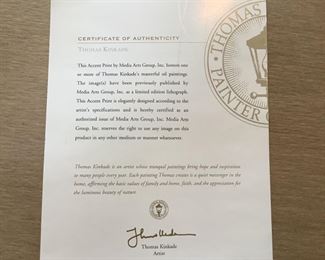 CERTIFICATE OF AUTHENTICITY
THOMAS KINKADE
This Accent Print by Media Arts Group, Inc. honors one
or more of Thomas Kinkade's masterful oil paintings.
The image(s) have been previously published by
Media Arts Group, Inc. as a limited edition lithograph.
This Accent Print is elegantly designed according to the
artist's specifications and is hereby certified as an
authorized issue of Media Arts Group, Inc. Media Arts
Group, Inc. reserves the right to use any image on this
product in any other medium or manner whatsoever.
THOMAS
PAINTER
Thomas Kinkade is an artist whose tranquil paintings bring hope and inspiration
to many people every year. Each painting Thomas creates is a quiet messenger in the
home, affirming the basic values of family and home, faith, and the appreciation for
the luminous beauty of nature.
Thomas Kinkade
Artist